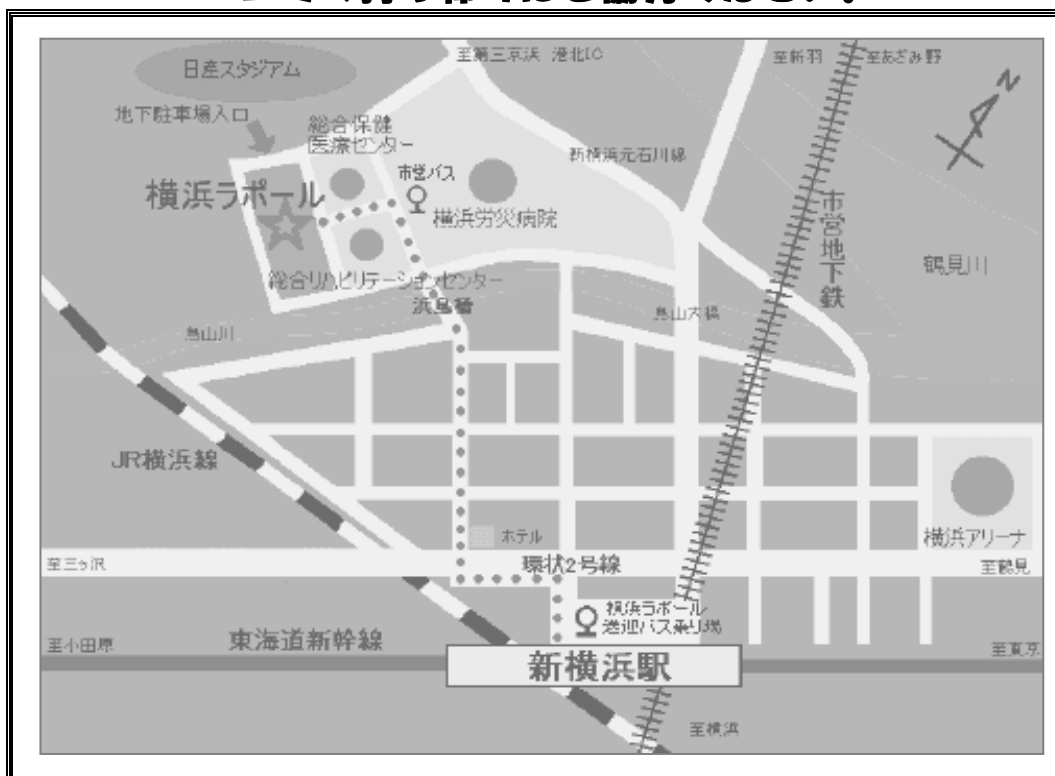 至第三京浜 港北IC
至新羽
至あざみ野
日産スタジアム
N
地下駐車場入口
総合保健
医療センター
新横浜元石川線
市営バス
横浜ラポール
横浜労災病院
市営地下鉄
鶴見川
総合リハビリテーションセンター
浜鳥橋
鳥山川
鳥山大橋
JR横浜線
ホテル
横浜アリーナ
至三ッ沢
環状2号線
至鶴見
横浜ラポール
送迎バス乗り場
至小田原
東海道新幹線
至東京
新横浜駅
至横浜